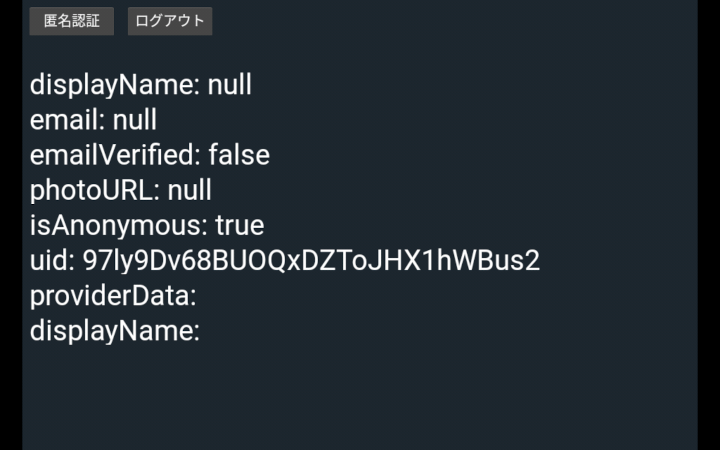 匿名認証 ログアウト
displayName: null
email: null
emailVerified: false
photoURL: null
isAnonymous: true
uid: 97ly9Dv68BUOQxDZToJHX1hWBus2
providerData:
displayName: